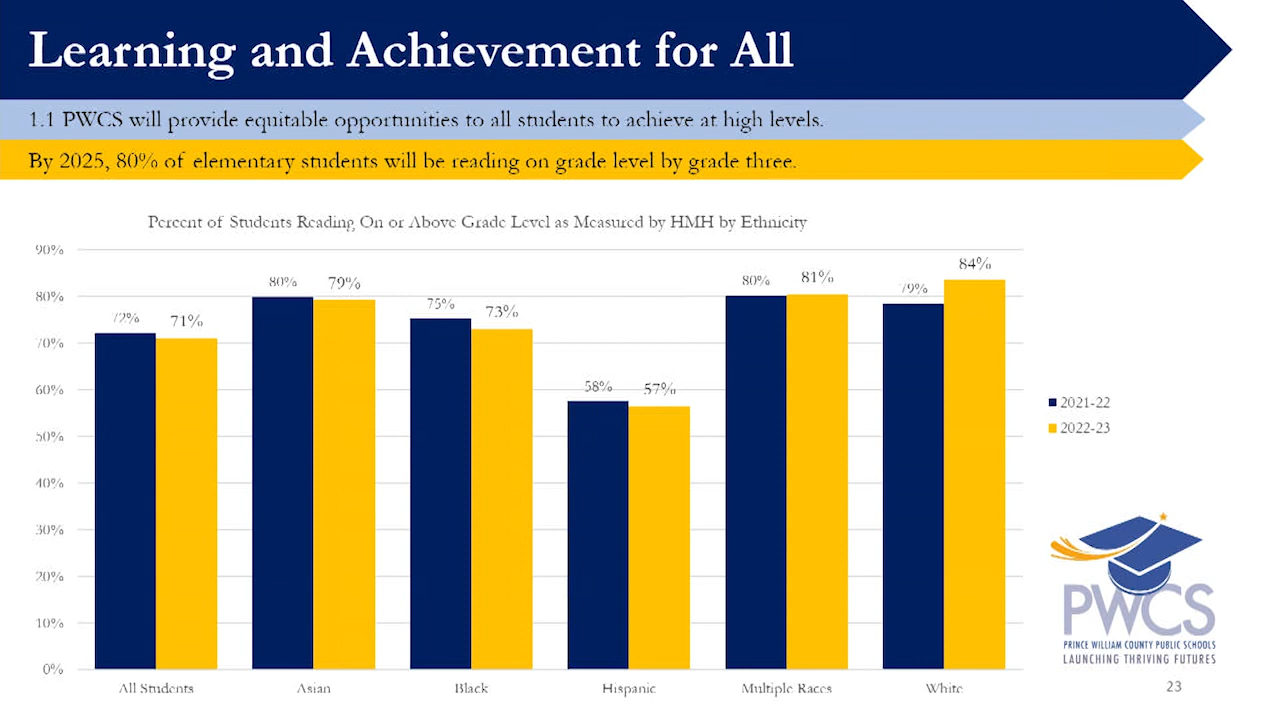 Learning and Achievement for All
1.1 PWCS will provide equitable opportunities to all students to achieve at high levels.
By 2025, 80% of elementary students will be reading on grade level by grade three.
Percent of Students Reading On or Above Grade Level as Measured by HMH by Ethnicity
90%
80%
70%
60%
50%
40%
30%
20%
10%
0%
72%
71%
80%
79%
75%
73%
58%
57%
80%
81%
79%
84%
All Students
Asian
Black
Hispanic
Multiple Races
White
2021-22
2022-23
PWCS
PRINCE WILLIAM COUNTY PUBLIC SCHOOLS
LAUNCHING THRIVING FUTURES
23